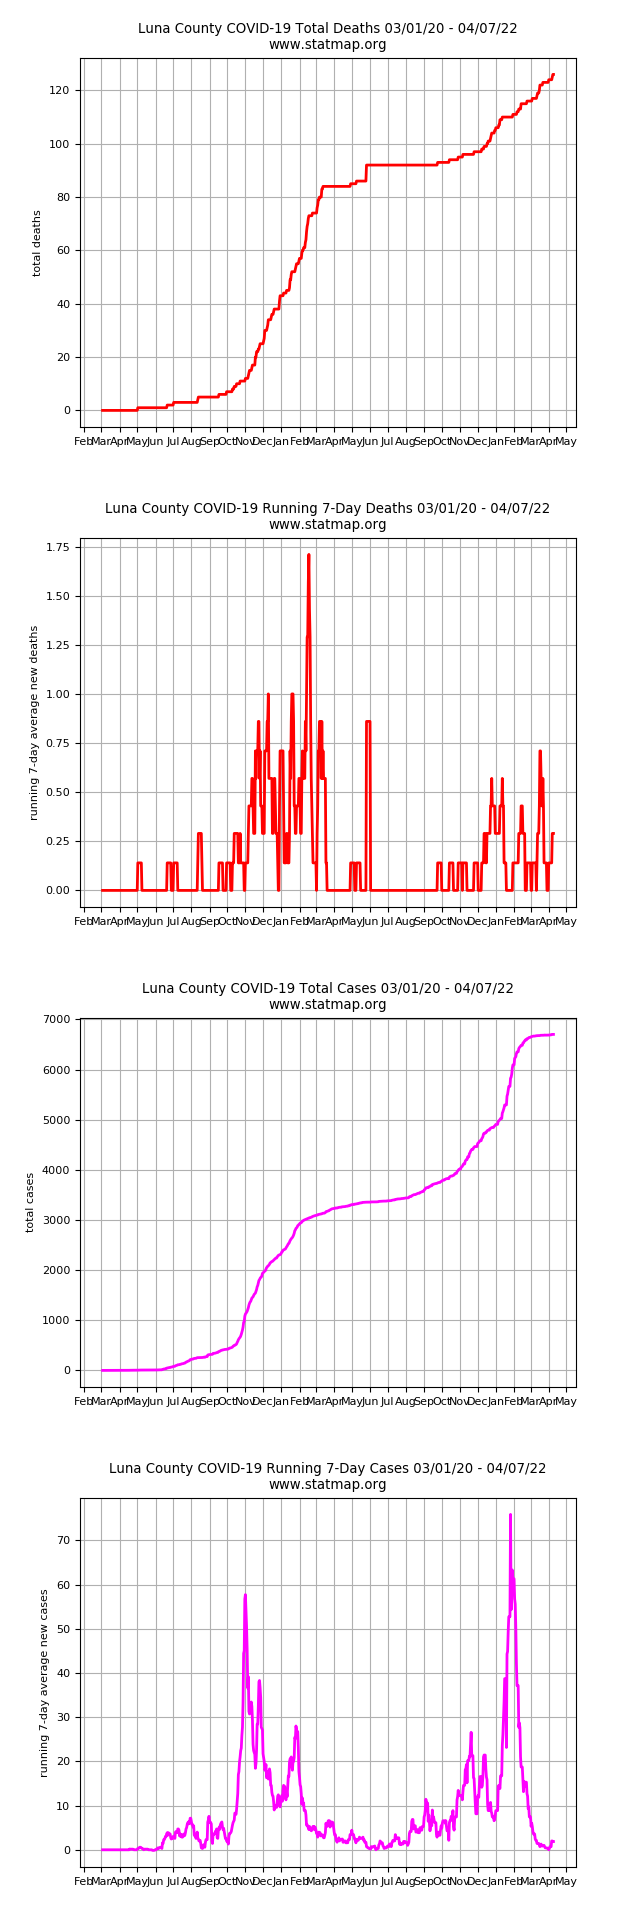 Luna County COVID-19 Total Deaths 03/01/20 - 04/07/22
www.statmap.org
120
100
80
60
40
20
0
total deaths
Feb Mar Apr May Jun Jul Aug Sep Oct Nov Dec Jan Feb Mar Apr May Jun Jul Aug Sep Oct Nov Dec Jan Feb Mar Apr May
Luna County COVID-19 Running 7-Day Deaths 03/01/20 - 04/07/22
www.statmap.org
1.75
1.50
1.25
1.00
0.75
0.50
0.25
0.00
running 7-day average new deaths
Feb Mar Apr May Jun Jul Aug Sep Oct Nov Dec Jan Feb Mar Apr May Jun Jul Aug Sep Oct Nov Dec Jan Feb Mar Apr May
Luna County COVID-19 Total Cases 03/01/20 - 04/07/22
www.statmap.org
7000
6000
5000
4000
3000
2000
1000
0
total cases
Feb Mar Apr May Jun Jul Aug Sep Oct Nov Dec Jan Feb Mar Apr May Jun Jul Aug Sep Oct Nov Dec Jan Feb Mar Apr May
Luna County COVID-19 Running 7-Day Cases 03/01/20 - 04/07/22
www.statmap.org
70
60
50
40
30
20
10
0
running 7-day average new cases
Feb Mar Apr May Jun Jul Aug Sep Oct Nov Dec Jan Feb Mar Apr May Jun Jul Aug Sep Oct Nov Dec Jan Feb Mar Apr May